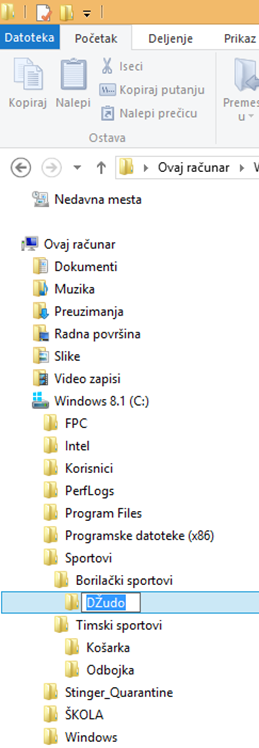 Datoteka Početak Deljenje Prikaz
Kopiraj Nalepi Iseci Premes
Kopiraj putanju u
Nalepi prečicu
Ostava
Ovaj računar
Nedavna mesta
Ovaj računar
Dokumenti
Muzika
Preuzimanja
Radna površina
Slike
Video zapisi
Windows 8.1 (C:)
FPC
Intel
Korisnici
PerfLogs
Program Files
Programske datoteke (x86)
Sportovi
Borilački sportovi
DŽudo
Timski sportovi
Košarka
Odbojka
Stinger_Quarantine
ŠKOLA
Windows